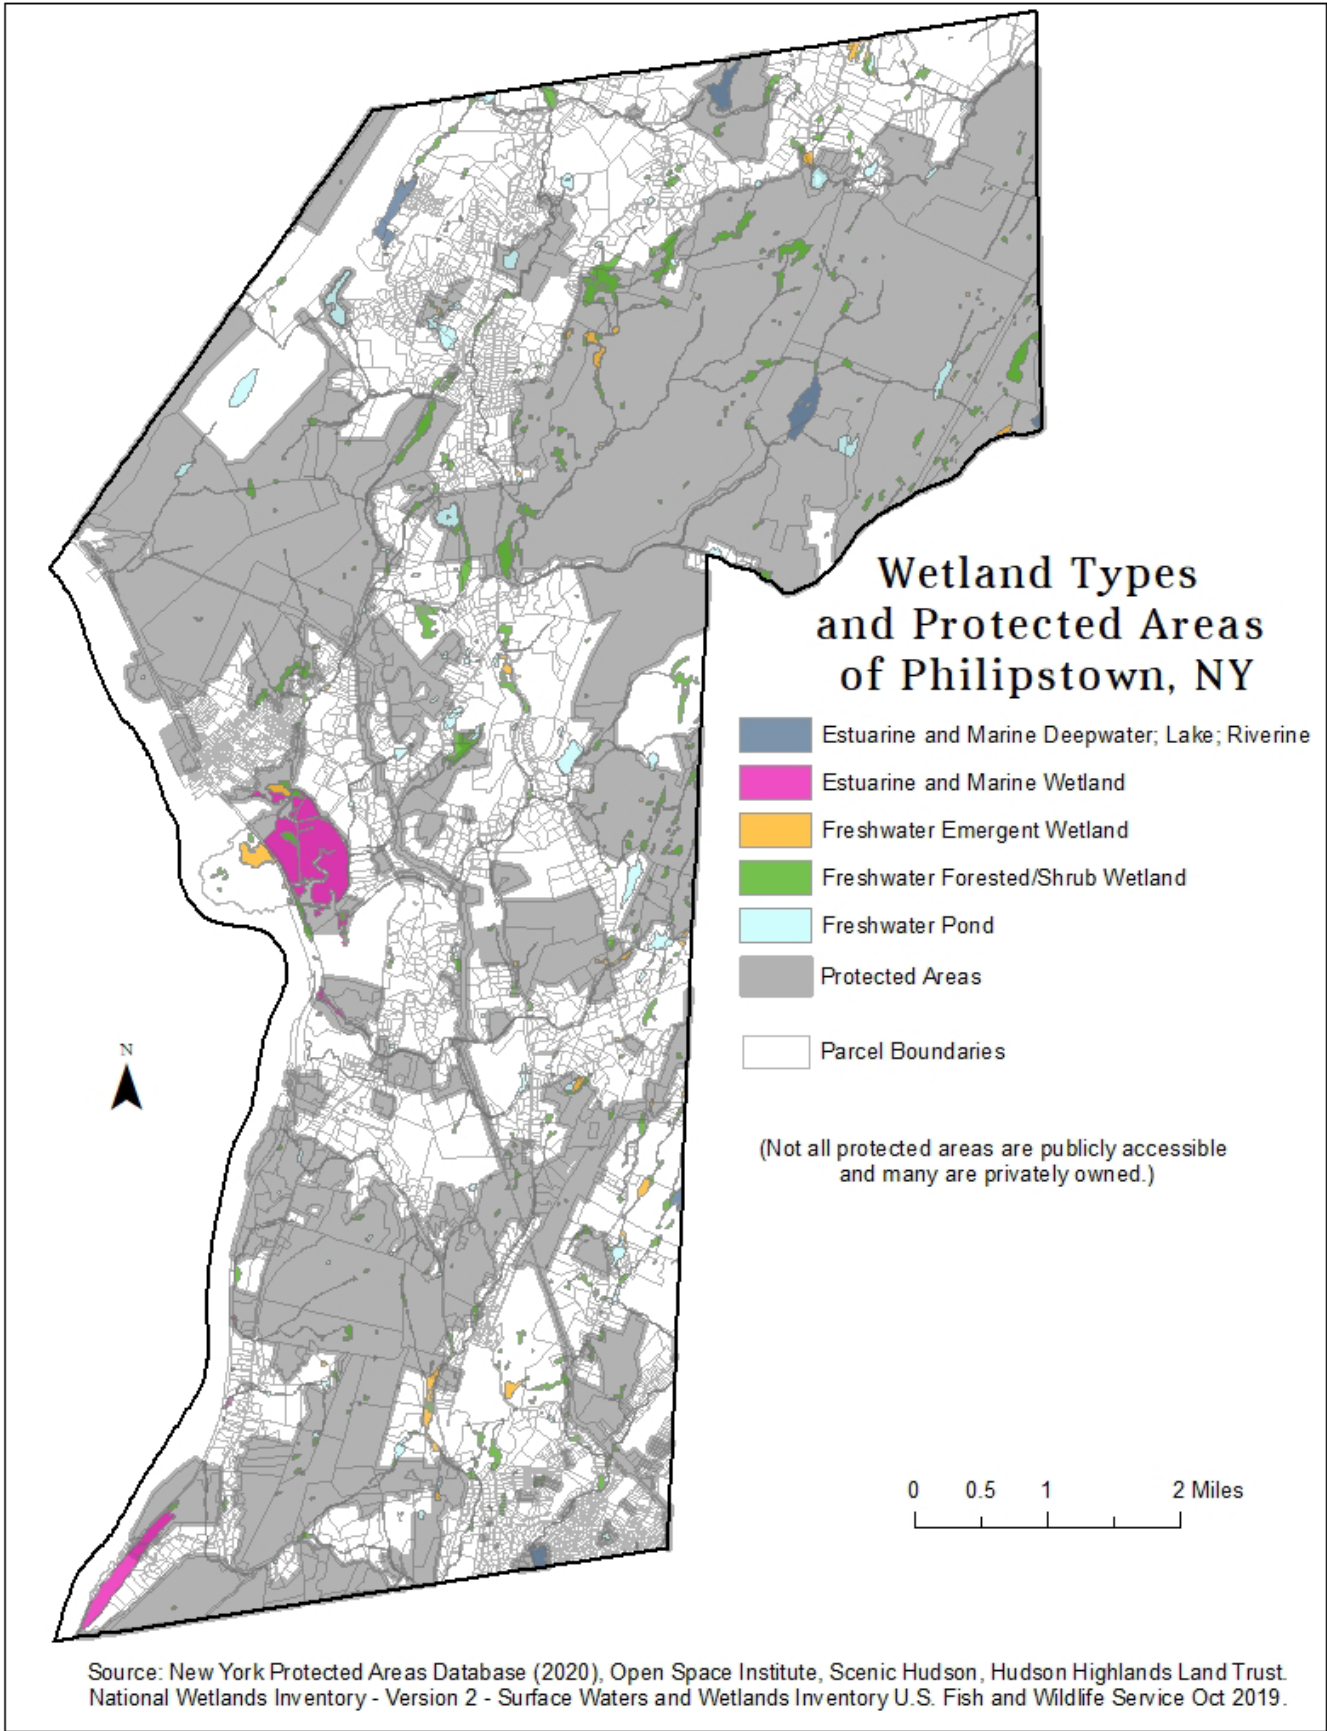 Wetland Types
and Protected Areas
of Philipstown, NY
Estuarine and Marine Deepwater; Lake; Riverine
Estuarine and Marine Wetland
Freshwater Emergent Wetland
Freshwater Forested/Shrub Wetland
Freshwater Pond
Protected Areas
Parcel Boundaries
N
(Not all protected areas are publicly accessible
and many are privately owned.)
0 0.5 1 2 Miles
Source: New York Protected Areas Database (2020), Open Space Institute, Scenic Hudson, Hudson Highlands Land Trust.
National Wetlands Inventory - Version 2 - Surface Waters and Wetlands Inventory U.S. Fish and Wildlife Service Oct 2019.